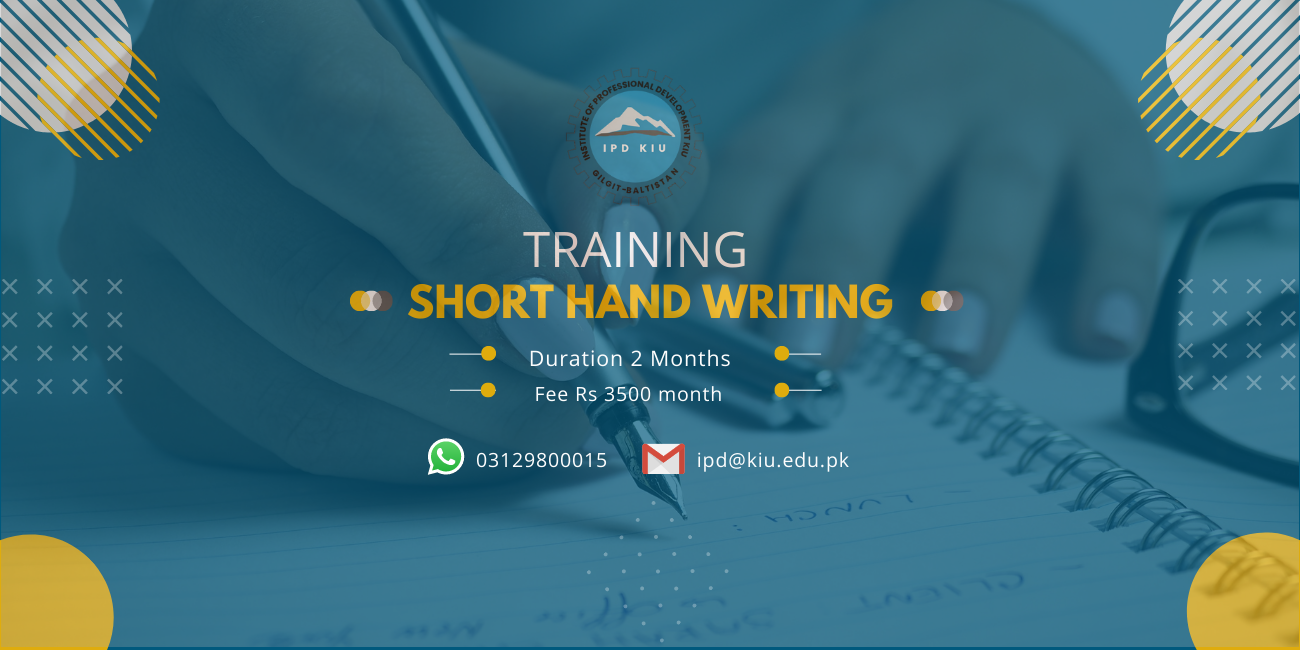 INSTITUTE OF PROFESSIONAL DEVELOPMENT KIU
IPD KIU
GILGIT-BALTISTAN
TRAINING
SHORT HAND WRITING
Duration 2 Months
Fee Rs 3500 month
03129800015
ipd@kiu.edu.pk
LUNCH
CLIENT